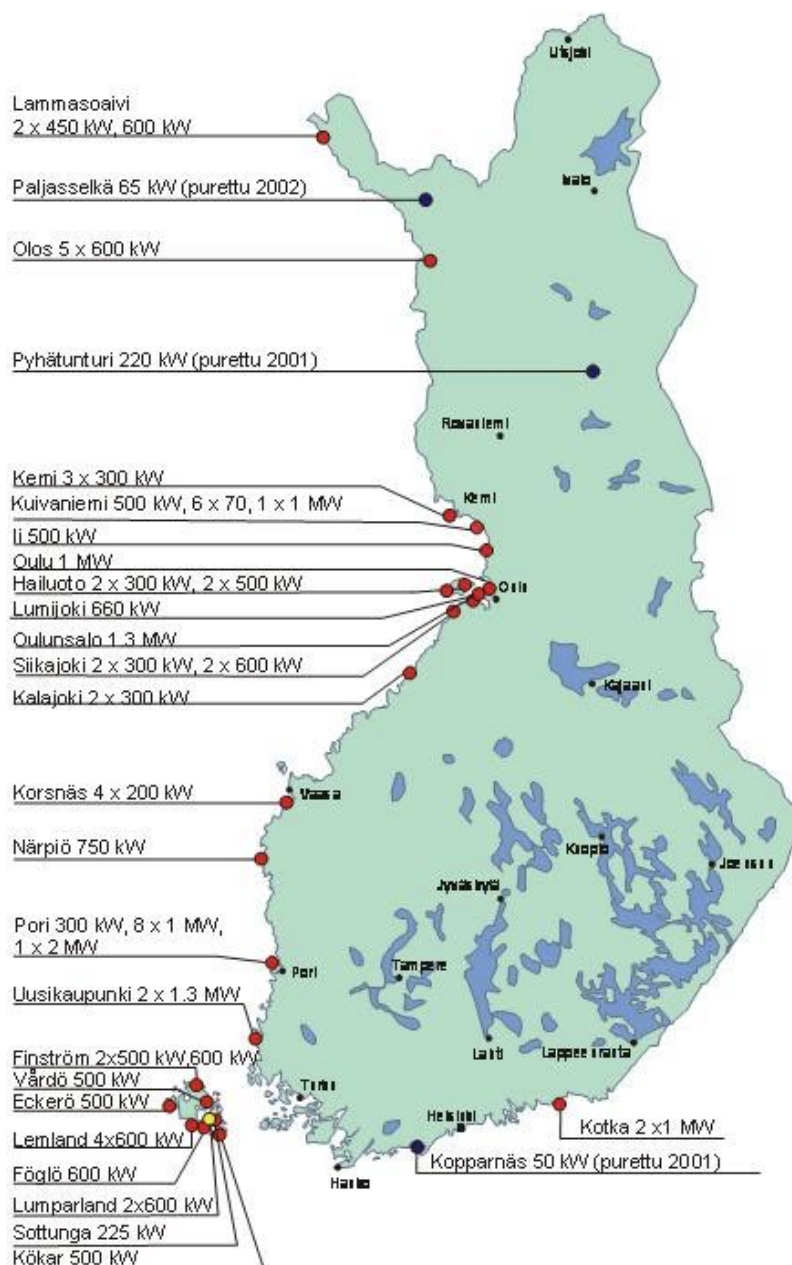 Utsjoki
Lammasoaivi
2 x 450 kW, 600 kW
Paljasselkä 65 kW (purettu 2002)
Ivalo
Olos 5 x 600 kW
Pyhätunturi 220 kW (purettu 2001)
Rovaniemi
Kemi 3 x 300 kW
Kemi
Kuivaniemi 500 kW, 6 x 70, 1 x 1 MW
Ii 500 kW
Oulu 1 MW
Hailuoto 2 x 300 kW, 2 x 500 kW
Oulu
Lumijoki 660 kW
Oulunsalo 1.3 MW
Siikajoki 2 x 300 kW, 2 x 600 kW
Kalajoki 2 x 300 kW
Kajaani
Korsnäs 4 x 200 kW
Vaasa
Kuopio
Närpiö 750 kW
Joensuu
Jyväskylä
Pori 300 kW, 8 x 1 MW,
1 x 2 MW
Pori
Tampere
Uusikaupunki 2 x 1.3 MW
Lahti
Lappeenranta
Finström 2x500 kW,600 kW
Vårdö 500 kW
Eckerö 500 kW
Turku
Helsinki
Lemland 4x600 kW
Kotka 2 x1 MW
Föglö 600 kW
Kopparnäs 50 kW (purettu 2001)
Hanko
Lumparland 2x600 kW
Sottunga 225 kW
Kökar 500 kW